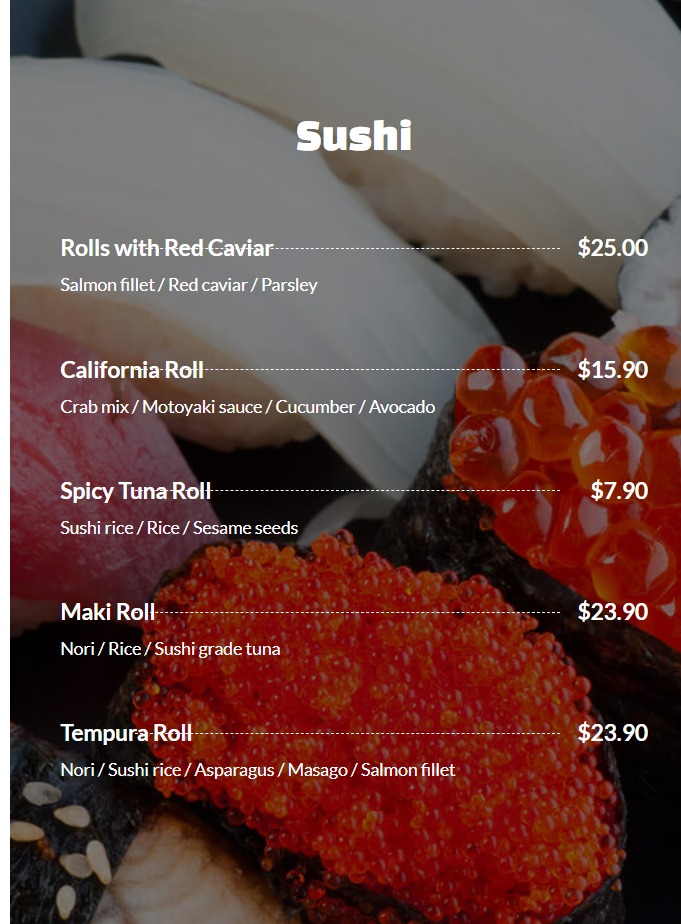 Sushi
Rolls with Red Caviar $25.00
Salmon fillet / Red caviar / Parsley
California Roll $15.90
Crab mix / Motoyaki sauce / Cucumber / Avocado
Spicy Tuna Roll $7.90
Sushi rice / Rice / Sesame seeds
Maki Roll $23.90
Nori / Rice / Sushi grade tuna
Tempura Roll $23.90
Nori / Sushi rice / Asparagus / Masago / Salmon fillet